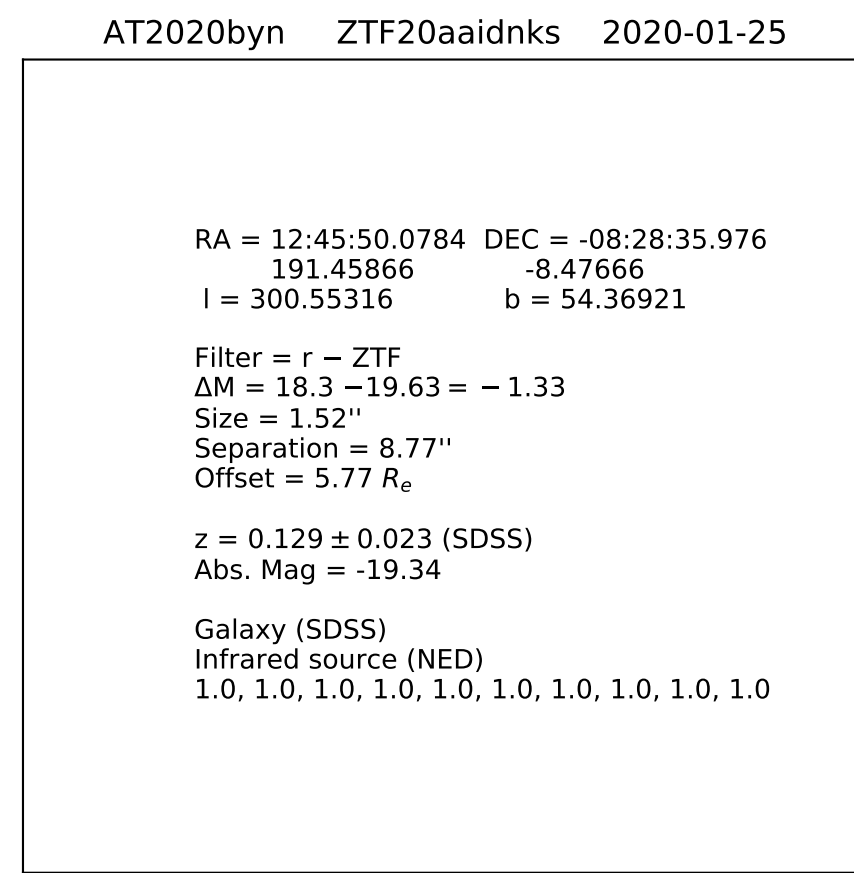 AT2020byn ZTF20aaidnks 2020-01-25
RA = 12:45:50.0784 DEC = -08:28:35.976
191.45866 -8.47666
l = 300.55316 b = 54.36921
Filter = r − ZTF
ΔM = 18.3 −19.63 = − 1.33
Size = 1.52''
Separation = 8.77''
Offset = 5.77 Rₑ
z = 0.129 ± 0.023 (SDSS)
Abs. Mag = -19.34
Galaxy (SDSS)
Infrared source (NED)
1.0, 1.0, 1.0, 1.0, 1.0, 1.0, 1.0, 1.0, 1.0, 1.0